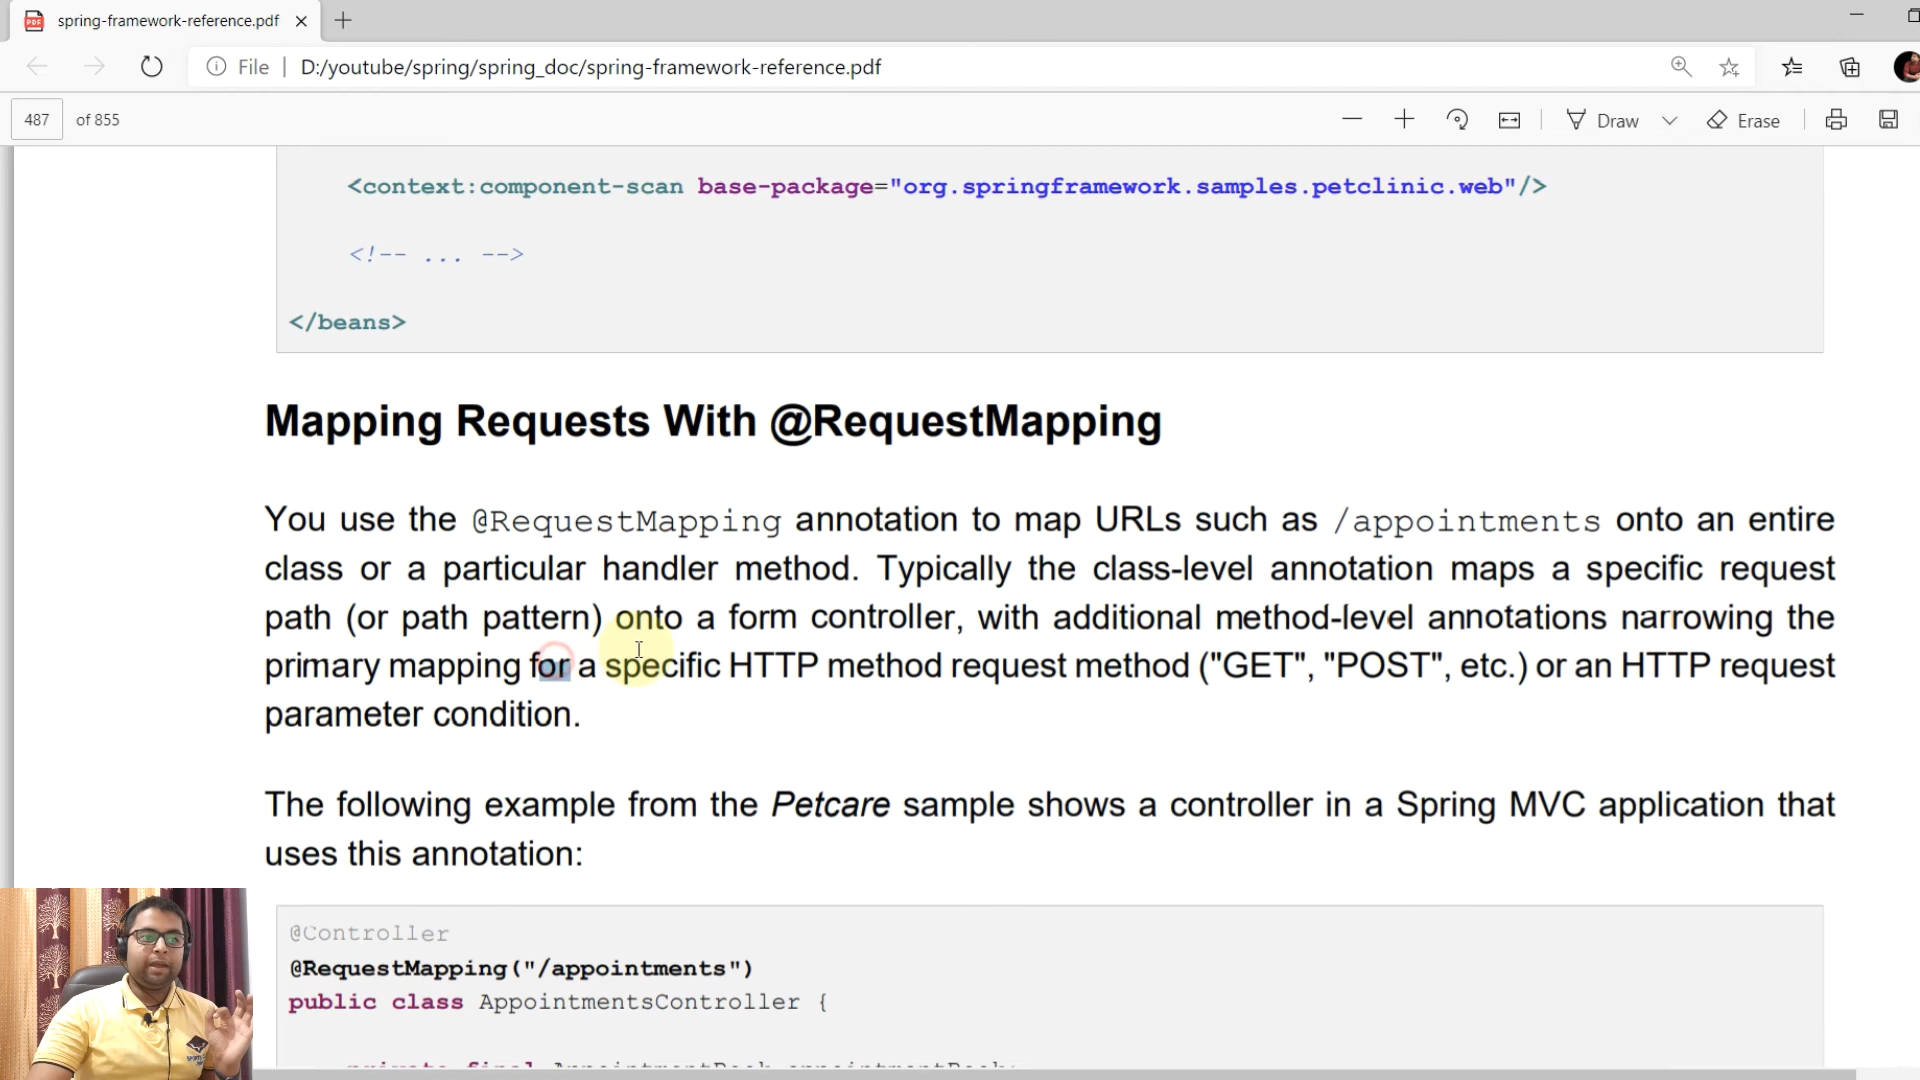 spring-framework-reference.pdf
File | D:/youtube/spring/spring_doc/spring-framework-reference.pdf
487 of 855
Draw
Erase
<context:component-scan base-package="org.springframework.samples.petclinic.web"/>
<!-- ... -->
</beans>
Mapping Requests With @RequestMapping
You use the @RequestMapping annotation to map URLs such as /appointments onto an entire
class or a particular handler method. Typically the class-level annotation maps a specific request
path (or path pattern) onto a form controller, with additional method-level annotations narrowing the
primary mapping for a specific HTTP method request method ("GET", "POST", etc.) or an HTTP request
parameter condition.
The following example from the Petcare sample shows a controller in a Spring MVC application that
uses this annotation:
@Controller
@RequestMapping("/appointments")
public class AppointmentsController {
private final AppointmentBook appointmentBook;